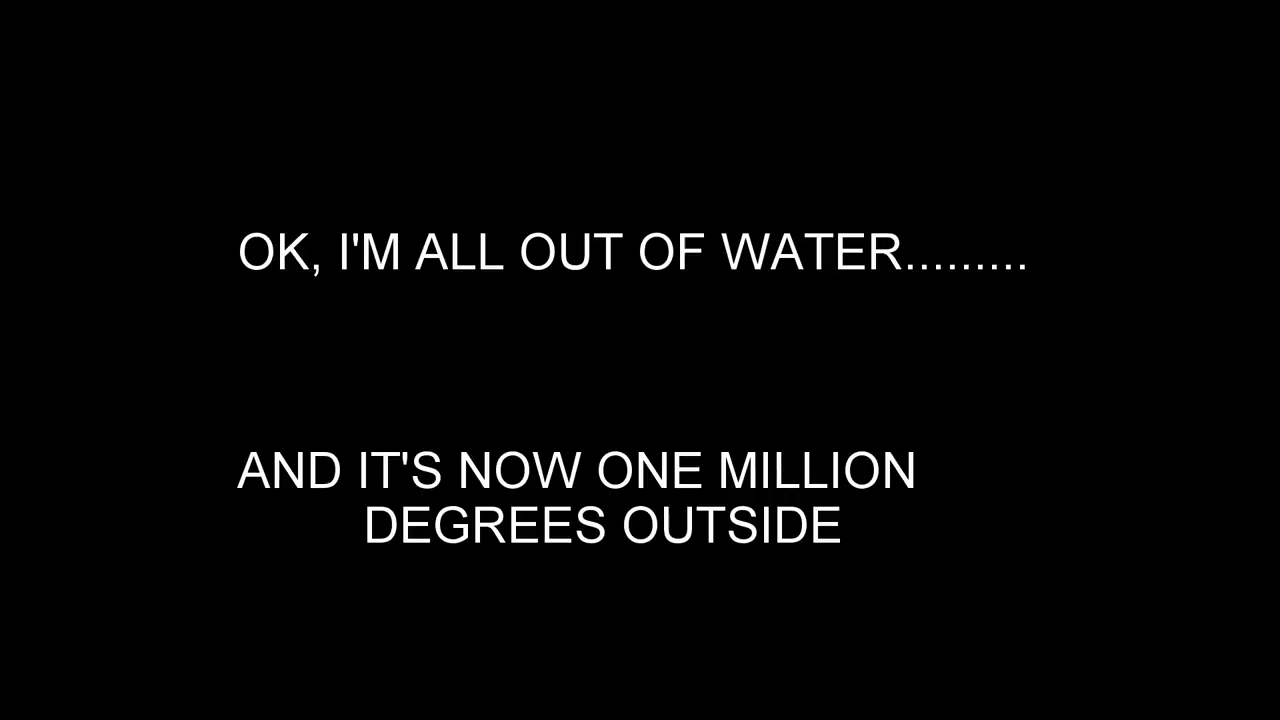 OK, I'M ALL OUT OF WATER.........
AND IT'S NOW ONE MILLION
DEGREES OUTSIDE